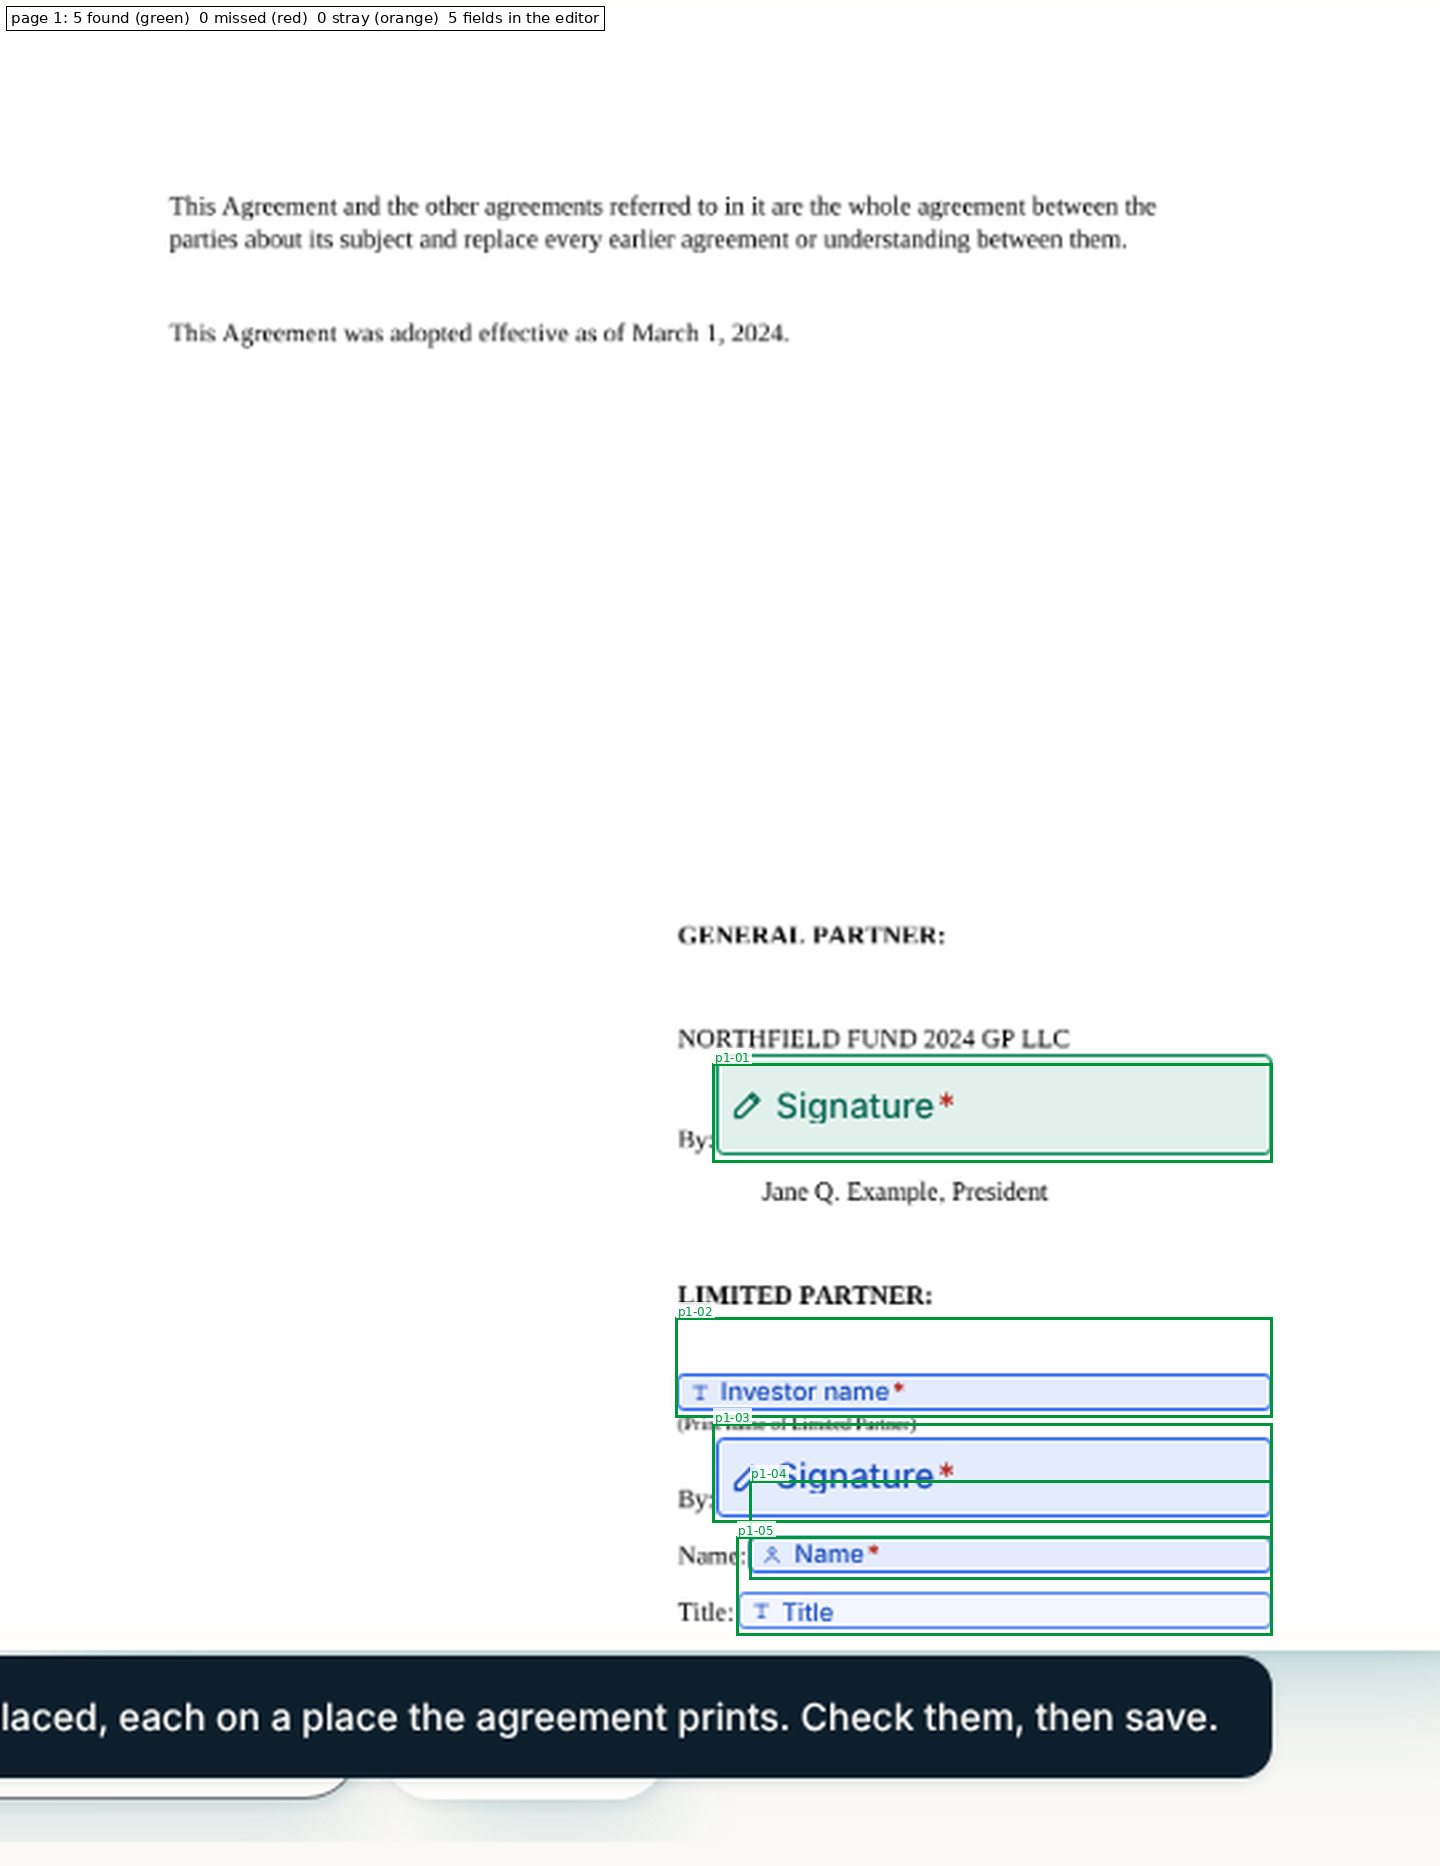 page 1: 5 found (green) 0 missed (red) 0 stray (orange) 5 fields in the editor
This Agreement and the other agreements referred to in it are the whole agreement between the
parties about its subject and replace every earlier agreement or understanding between them.
This Agreement was adopted effective as of March 1, 2024.
GENERAL PARTNER:
NORTHFIELD FUND 2024 GP LLC
p1-01
Signature*
By:
Jane Q. Example, President
LIMITED PARTNER:
p1-02
Investor name*
p1-03
(Print name of Limited Partner)
Signature*
p1-04
By:
p1-05
Name: Name*
Title: Title
laced, each on a place the agreement prints. Check them, then save.